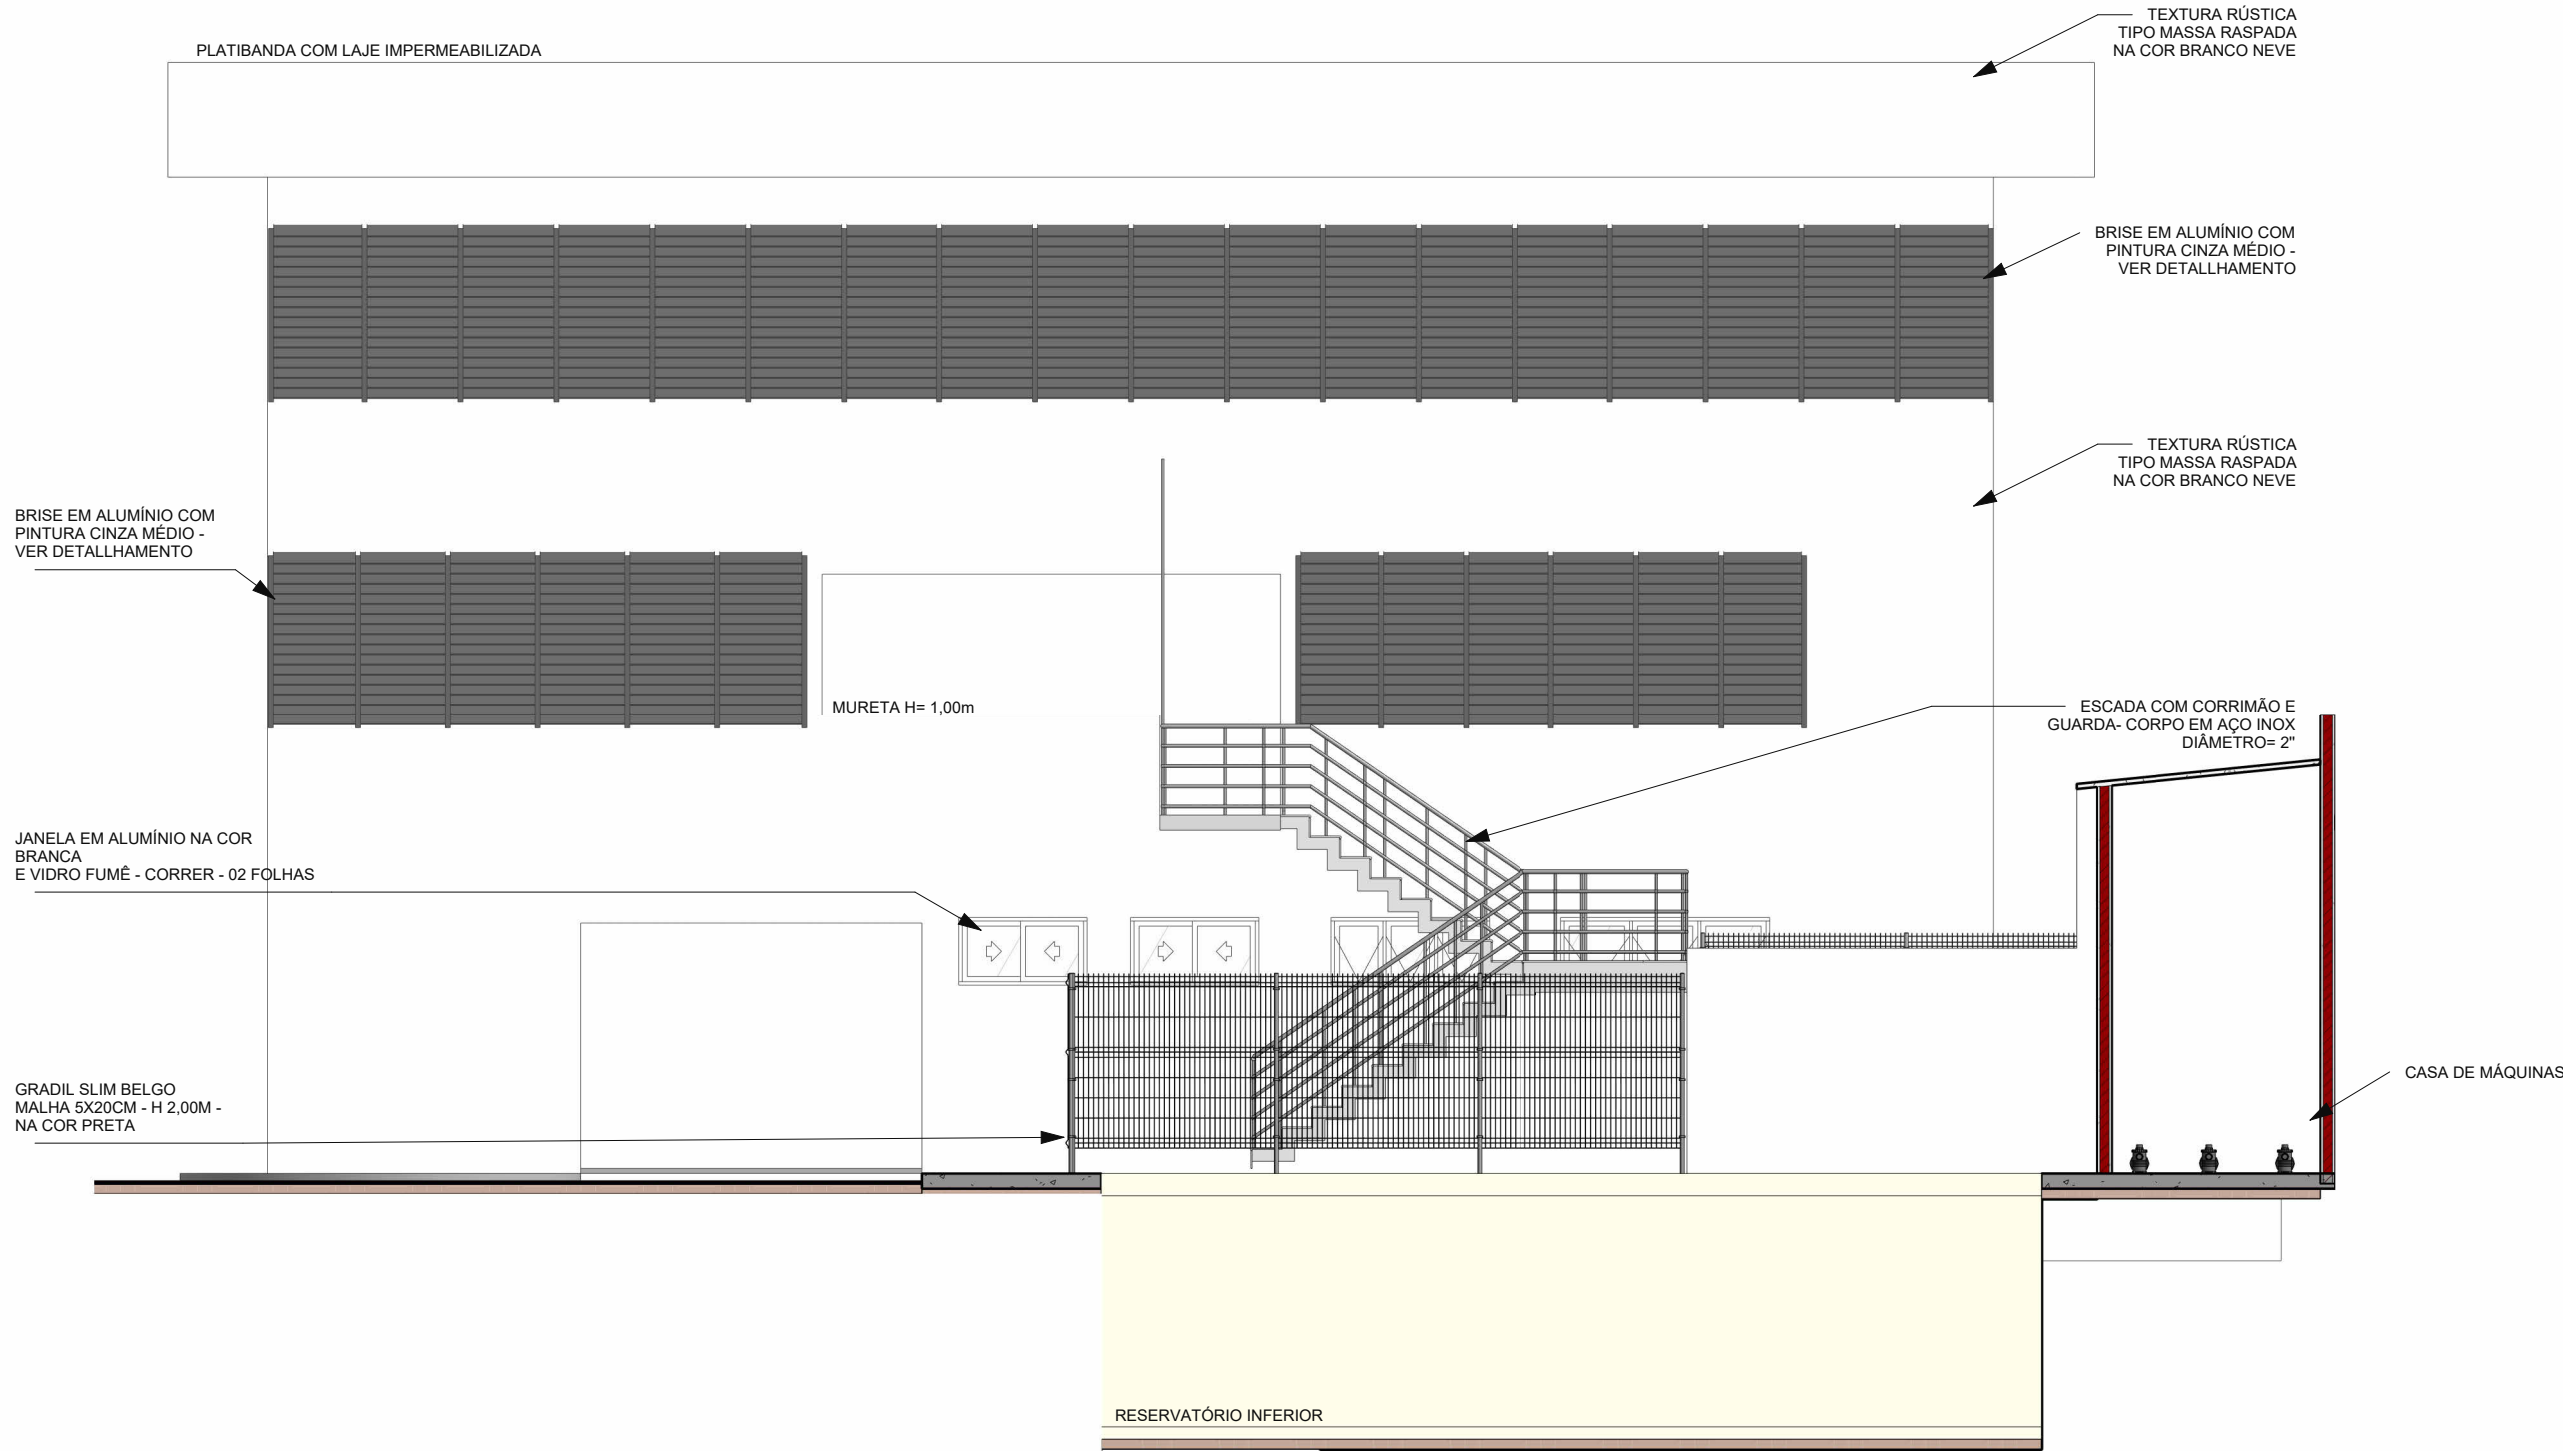 TEXTURA RÚSTICA
TIPO MASSA RASPADA
NA COR BRANCO NEVE
PLATIBANDA COM LAJE IMPERMEABILIZADA
BRISE EM ALUMÍNIO COM
PINTURA CINZA MÉDIO -
VER DETALLHAMENTO
TEXTURA RÚSTICA
TIPO MASSA RASPADA
NA COR BRANCO NEVE
BRISE EM ALUMÍNIO COM
PINTURA CINZA MÉDIO -
VER DETALLHAMENTO
MURETA H= 1,00m
ESCADA COM CORRIMÃO E
GUARDA- CORPO EM AÇO INOX
DIÂMETRO= 2"
JANELA EM ALUMÍNIO NA COR
BRANCA
E VIDRO FUMÊ - CORRER - 02 FOLHAS
CASA DE MÁQUINAS
GRADIL SLIM BELGO
MALHA 5X20CM - H 2,00M -
NA COR PRETA
RESERVATÓRIO INFERIOR